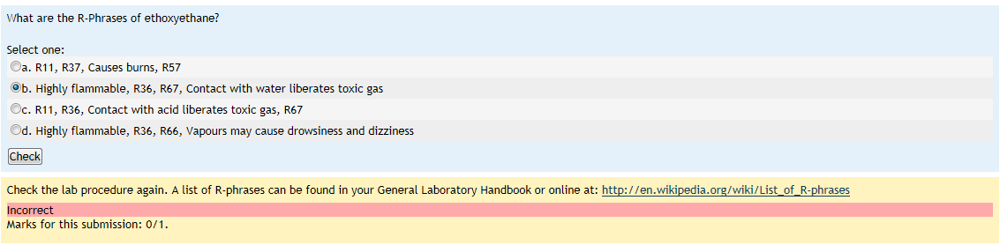 What are the R-Phrases of ethoxyethane?
Select one:
a. R11, R37, Causes burns, R57
b. Highly flammable, R36, R67, Contact with water liberates toxic gas
c. R11, R36, Contact with acid liberates toxic gas, R67
d. Highly flammable, R36, R66, Vapours may cause drowsiness and dizziness
Check
Check the lab procedure again. A list of R-phrases can be found in your General Laboratory Handbook or online at: http://en.wikipedia.org/wiki/List_of_R-phrases
Incorrect
Marks for this submission: 0/1.